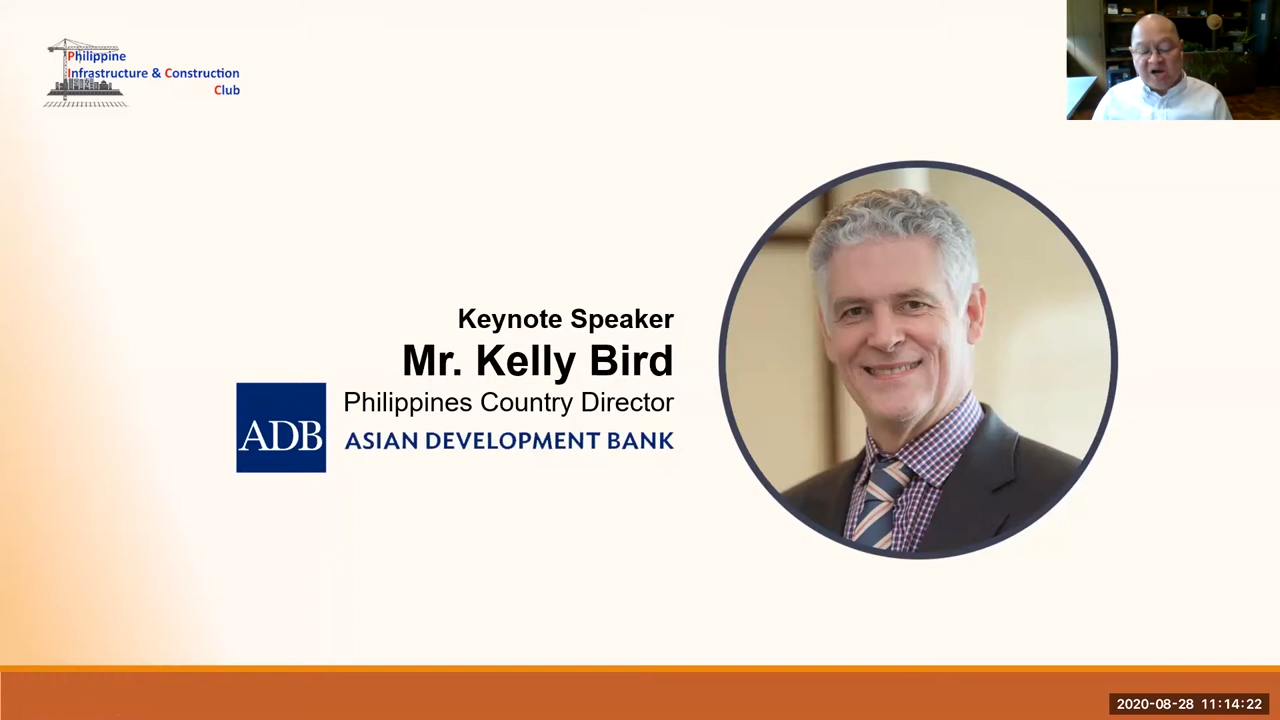 Philippine
Infrastructure & Construction
Club
Keynote Speaker
Mr. Kelly Bird
Philippines Country Director
ADB
ASIAN DEVELOPMENT BANK
2020-08-28 11:14:22